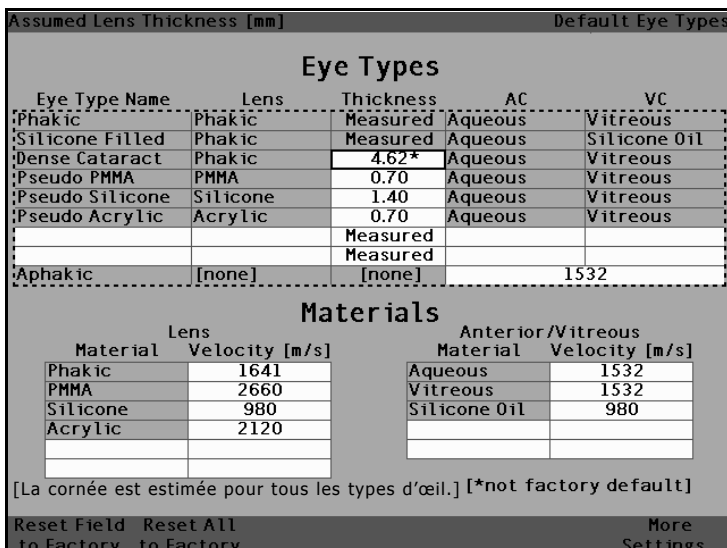 Assumed Lens Thickness [mm] Default Eye Types
Eye Types
Eye Type Name Lens Thickness AC VC
Phakic Phakic Measured Aqueous Vitreous
Silicone Filled Phakic Measured Aqueous Silicone Oil
Dense Cataract Phakic 4.62* Aqueous Vitreous
Pseudo PMMA PMMA 0.70 Aqueous Vitreous
Pseudo Silicone Silicone 1.40 Aqueous Vitreous
Pseudo Acrylic Acrylic 0.70 Aqueous Vitreous
Measured
Measured
Aphakic [none] [none] 1532
Materials
Lens Anterior/Vitreous
Material Velocity [m/s] Material Velocity [m/s]
Phakic 1641 Aqueous 1532
PMMA 2660 Vitreous 1532
Silicone 980 Silicone Oil 980
Acrylic 2120
[La cornée est estimée pour tous les types d'œil.] [*not factory default]
Reset Field Reset All More
to Factory to Factory Settings